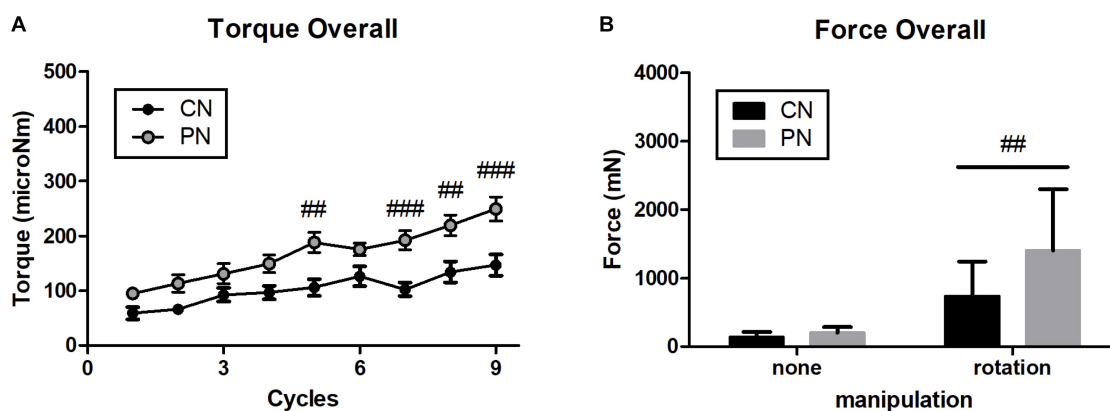 A
Torque Overall
Torque (microNm)
500
400
300
200
100
0
CN
PN
##
###
##
###
0
3
6
9
Cycles
B
Force Overall
Force (mN)
4000
3000
2000
1000
0
CN
PN
##
none
rotation
manipulation